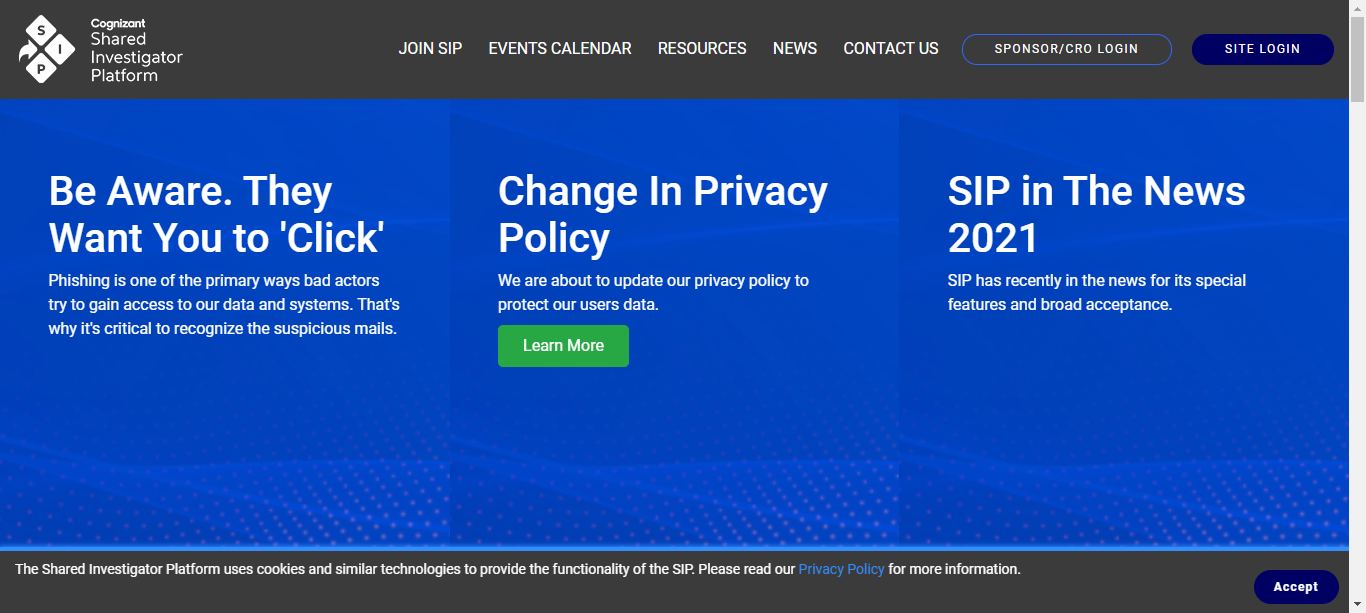 S
I
P
Cognizant
Shared
Investigator
Platform
JOIN SIP
EVENTS CALENDAR
RESOURCES
NEWS
CONTACT US
SPONSOR/CRO LOGIN
SITE LOGIN
Be Aware. They
Want You to 'Click'
Phishing is one of the primary ways bad actors
try to gain access to our data and systems. That's
why it's critical to recognize the suspicious mails.
Change In Privacy
Policy
We are about to update our privacy policy to
protect our users data.
Learn More
SIP in The News
2021
SIP has recently in the news for its special
features and broad acceptance.
The Shared Investigator Platform uses cookies and similar technologies to provide the functionality of the SIP. Please read our Privacy Policy for more information.
Accept